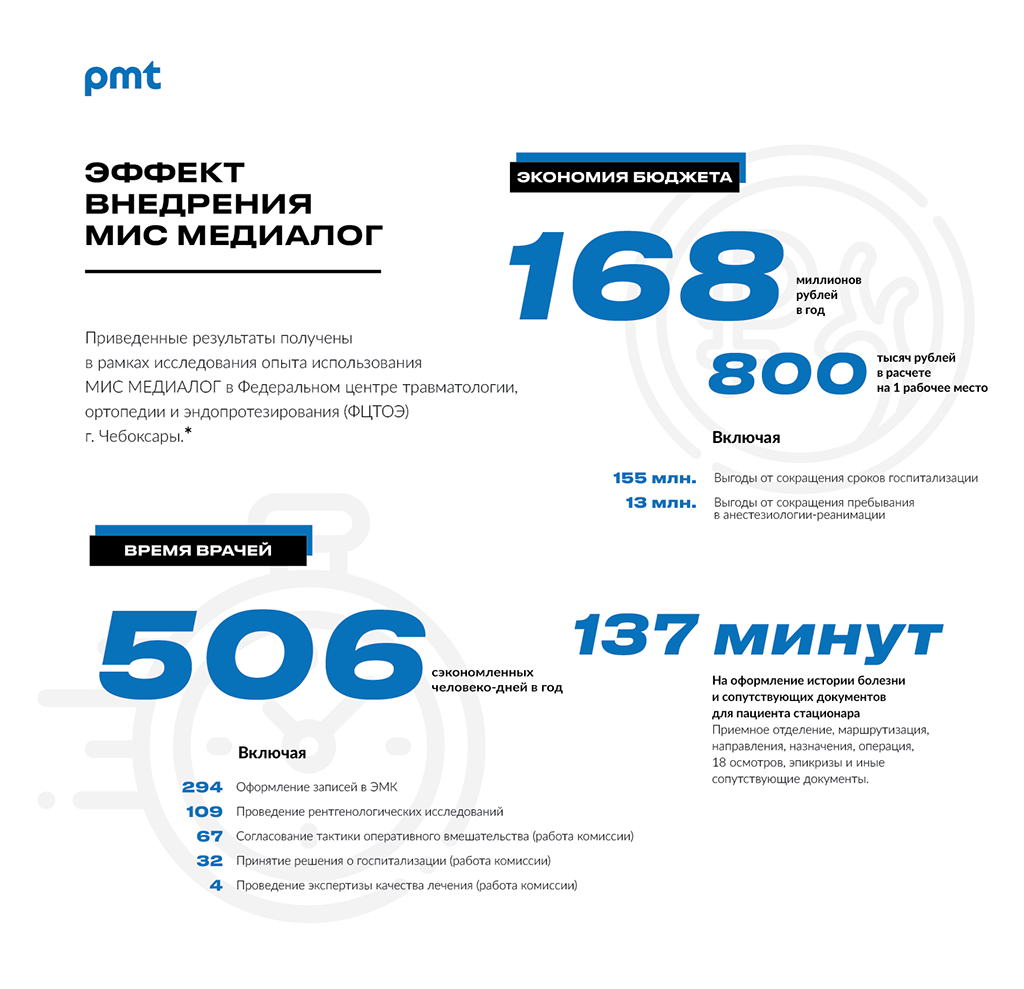 pmt
ЭФФЕКТ
ВНЕДРЕНИЯ
МИС МЕДИАЛОГ
Приведенные результаты получены
в рамках исследования опыта использования
МИС МЕДИАЛОГ в Федеральном центре травматологии,
ортопедии и эндопротезирования (ФЦТОЭ)
г. Чебоксары.*
ЭКОНОМИЯ БЮДЖЕТА
168
миллионов
рублей
в год
800
тысяч рублей
в расчете
на 1 рабочее место
Включая
155 млн. Выгоды от сокращения сроков госпитализации
13 млн. Выгоды от сокращения пребывания
в анестезиологии-реанимации
ВРЕМЯ ВРАЧЕЙ
506
сэкономленных
человеко-дней в год
Включая
294 Оформление записей в ЭМК
109 Проведение рентгенологических исследований
67 Согласование тактики оперативного вмешательства (работа комиссии)
32 Принятие решения о госпитализации (работа комиссии)
4 Проведение экспертизы качества лечения (работа комиссии)
137 минут
На оформление истории болезни
и сопутствующих документов
для пациента стационара
Приемное отделение, маршрутизация,
направления, назначения, операция,
18 осмотров, эпикризы и иные
сопутствующие документы.